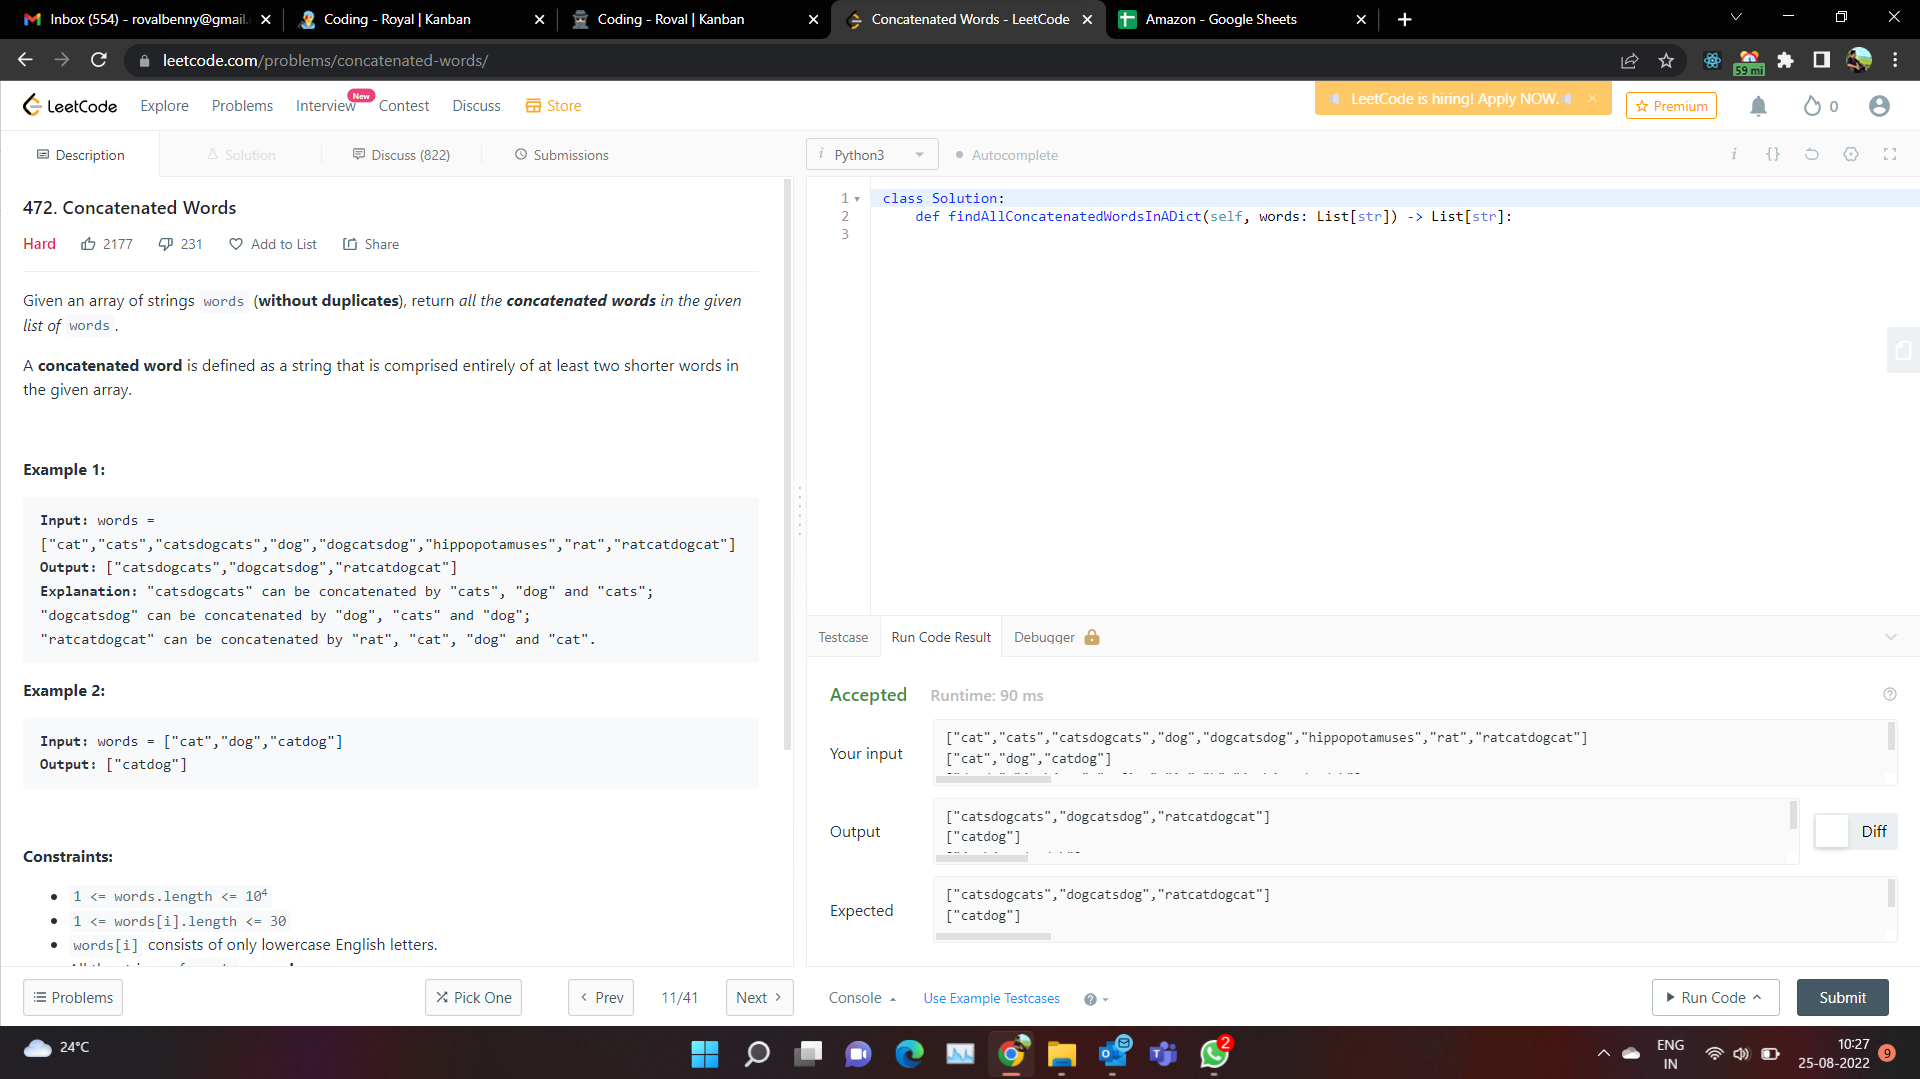 Inbox (554) - rovalbenny@gmail.
Coding - Royal | Kanban
Coding - Roval | Kanban
Concatenated Words - LeetCode
Amazon - Google Sheets
leetcode.com/problems/concatenated-words/
59 mi
LeetCode
Explore
Problems
Interview
New
Contest
Discuss
Store
LeetCode is hiring! Apply NOW.
Premium
0
Description
Solution
Discuss (822)
Submissions
i Python3
Autocomplete
472. Concatenated Words
Hard
2177
231
Add to List
Share
Given an array of strings words (without duplicates), return all the concatenated words in the given
list of words .
A concatenated word is defined as a string that is comprised entirely of at least two shorter words in
the given array.
Example 1:
Input: words =
["cat","cats","catsdogcats","dog","dogcatsdog","hippopotamuses","rat","ratcatdogcat"]
Output: ["catsdogcats","dogcatsdog","ratcatdogcat"]
Explanation: "catsdogcats" can be concatenated by "cats", "dog" and "cats";
"dogcatsdog" can be concatenated by "dog", "cats" and "dog";
"ratcatdogcat" can be concatenated by "rat", "cat", "dog" and "cat".
Example 2:
Input: words = ["cat","dog","catdog"]
Output: ["catdog"]
Constraints:
1 <= words.length <= 10⁴
1 <= words[i].length <= 30
words[i] consists of only lowercase English letters.
Problems
Pick One
Prev
11/41
Next
1 class Solution:
2 def findAllConcatenatedWordsInADict(self, words: List[str]) -> List[str]:
3
Testcase
Run Code Result
Debugger
Accepted
Runtime: 90 ms
Your input
["cat","cats","catsdogcats","dog","dogcatsdog","hippopotamuses","rat","ratcatdogcat"]
["cat","dog","catdog"]
Output
["catsdogcats","dogcatsdog","ratcatdogcat"]
["catdog"]
Diff
Expected
["catsdogcats","dogcatsdog","ratcatdogcat"]
["catdog"]
Console
Use Example Testcases
Run Code
Submit
24°C
2
ENG
IN
10:27
25-08-2022
9